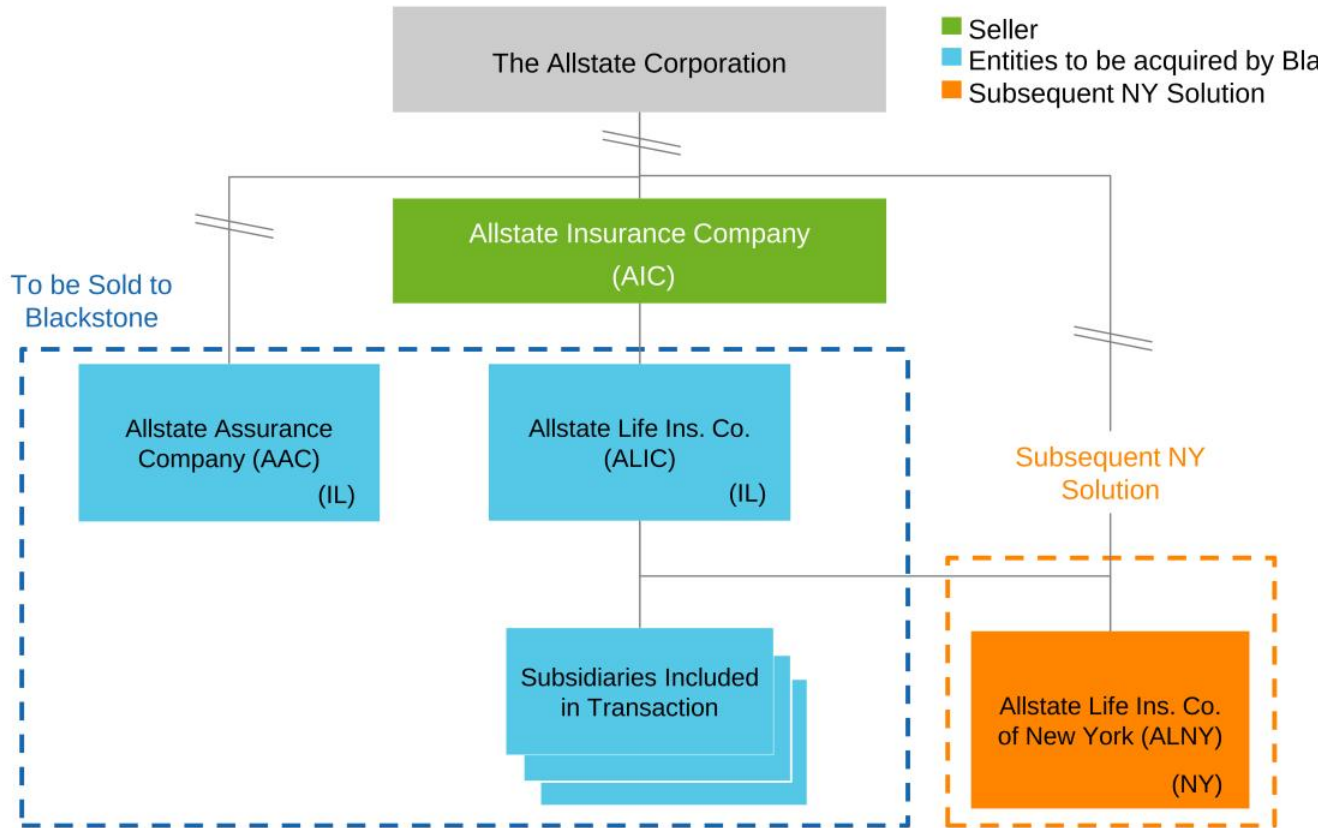 The Allstate Corporation
Seller
Entities to be acquired by Bla
Subsequent NY Solution
Allstate Insurance Company
(AIC)
To be Sold to
Blackstone
Allstate Assurance
Company (AAC)
(IL)
Allstate Life Ins. Co.
(ALIC)
(IL)
Subsequent NY
Solution
Subsidiaries Included
in Transaction
Allstate Life Ins. Co.
of New York (ALNY)
(NY)